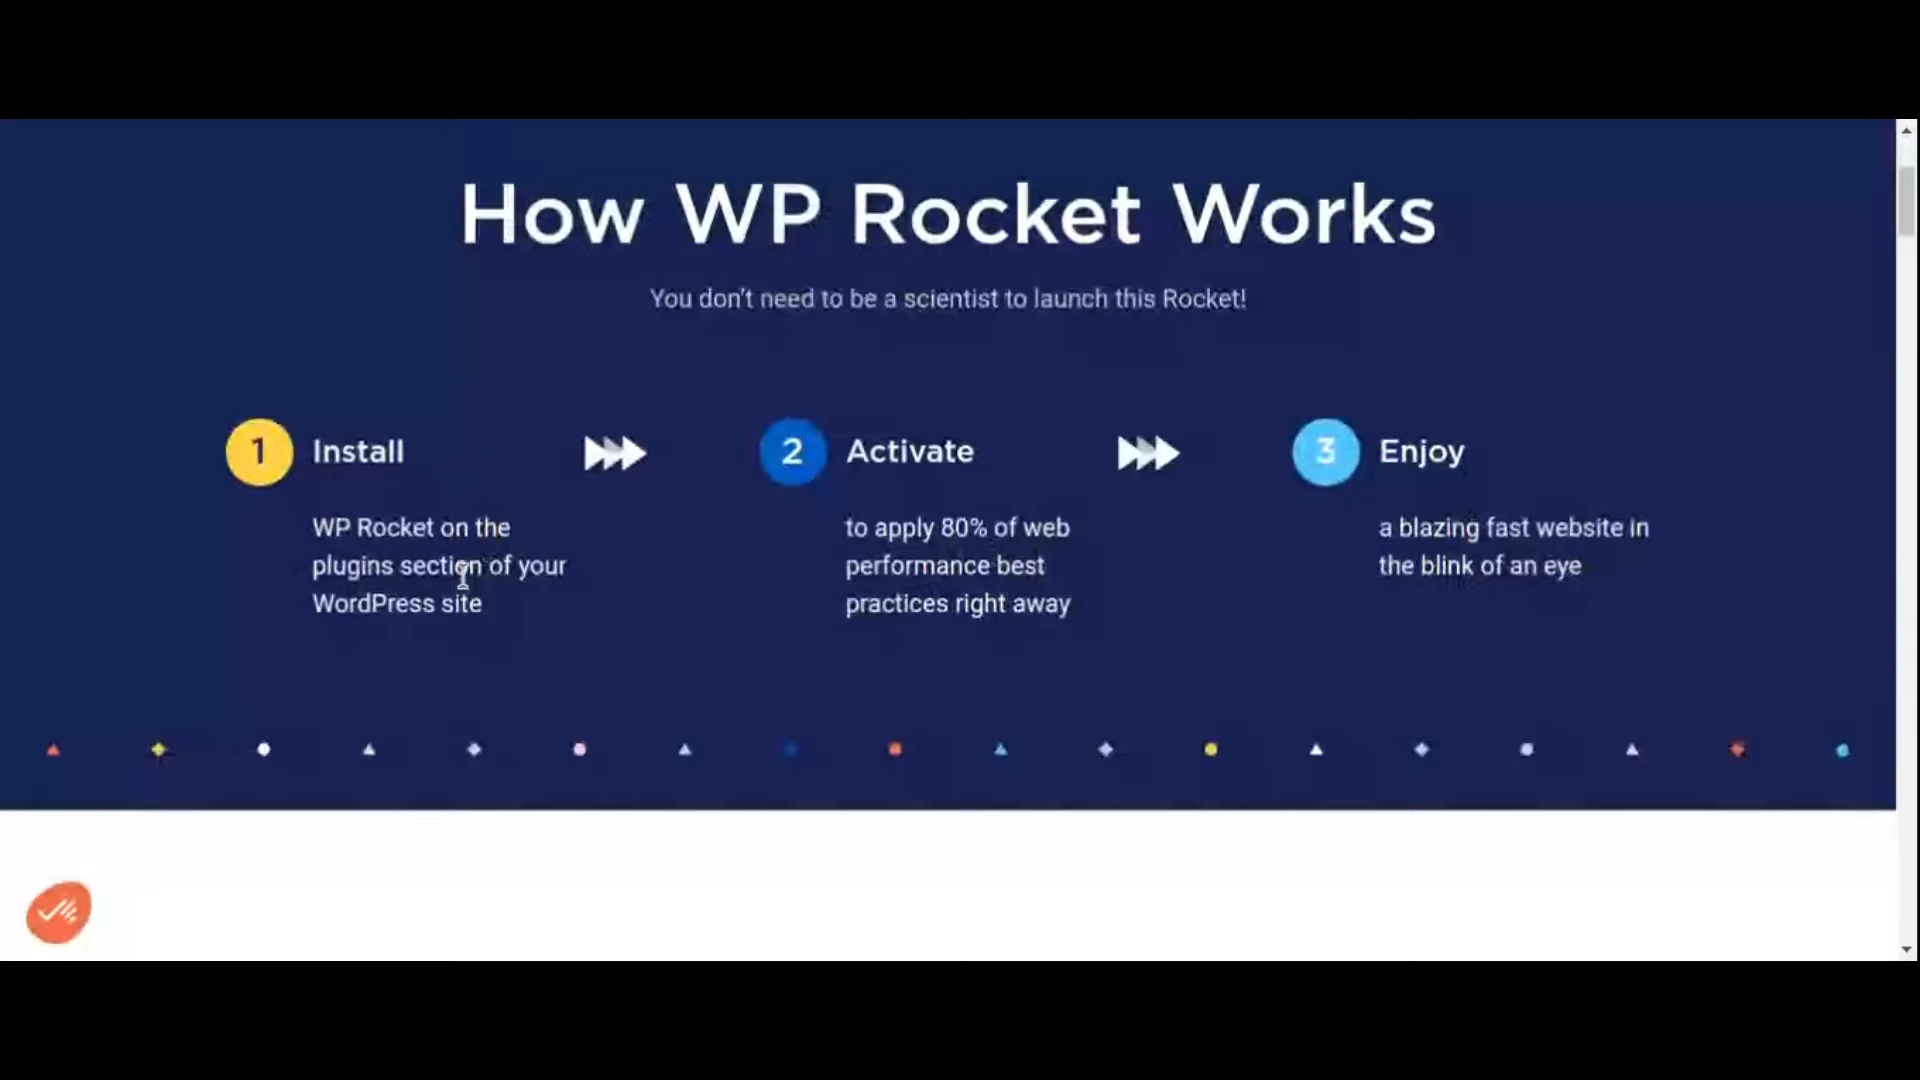 How WP Rocket Works
You don't need to be a scientist to launch this Rocket!
1 Install
WP Rocket on the
plugins section of your
WordPress site
2 Activate
to apply 80% of web
performance best
practices right away
3 Enjoy
a blazing fast website in
the blink of an eye